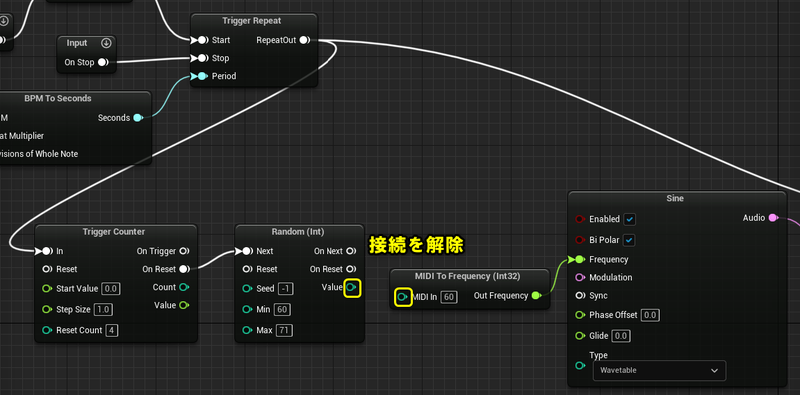 Trigger Repeat
Start
RepeatOut
Stop
Period
Input
On Stop
BPM To Seconds
M
Seconds
at Multiplier
visions of Whole Note
Trigger Counter
In
On Trigger
Reset
On Reset
Start Value 0.0
Count
Step Size 1.0
Value
Reset Count 4
Random (Int)
Next
On Next
Reset
On Reset
Seed -1
Value
Min 60
Max 71
接続を解除
MIDI To Frequency (Int32)
MIDI In 60
Out Frequency
Sine
Enabled
Audio
Bi Polar
Frequency
Modulation
Sync
Phase Offset 0.0
Glide 0.0
Type
Wavetable